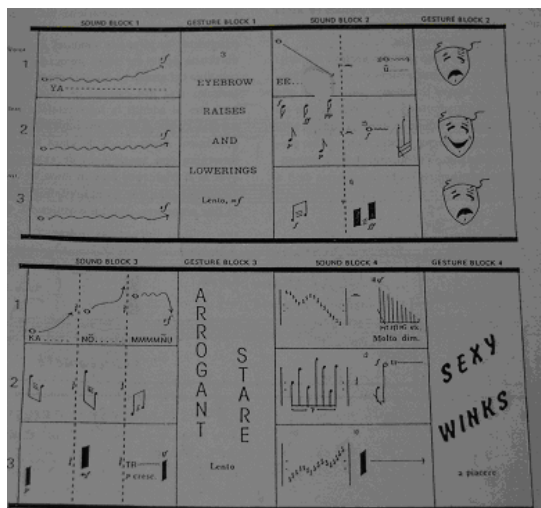 SOUND BLOCK 1 GESTURE BLOCK 1 SOUND BLOCK 2 GESTURE BLOCK 2
1
YA
EYEBROW
RAISES
AND
LOWERINGS
Lento, mf
EE...
2
3
SOUND BLOCK 3 GESTURE BLOCK 3 SOUND BLOCK 4 GESTURE BLOCK 4
1
KA..... NO..... MMMMNU
ARROGANT
STARE
Lento
Molto dim.
SEXY
WINKS
a piacere
2
3
TR
P cresc.